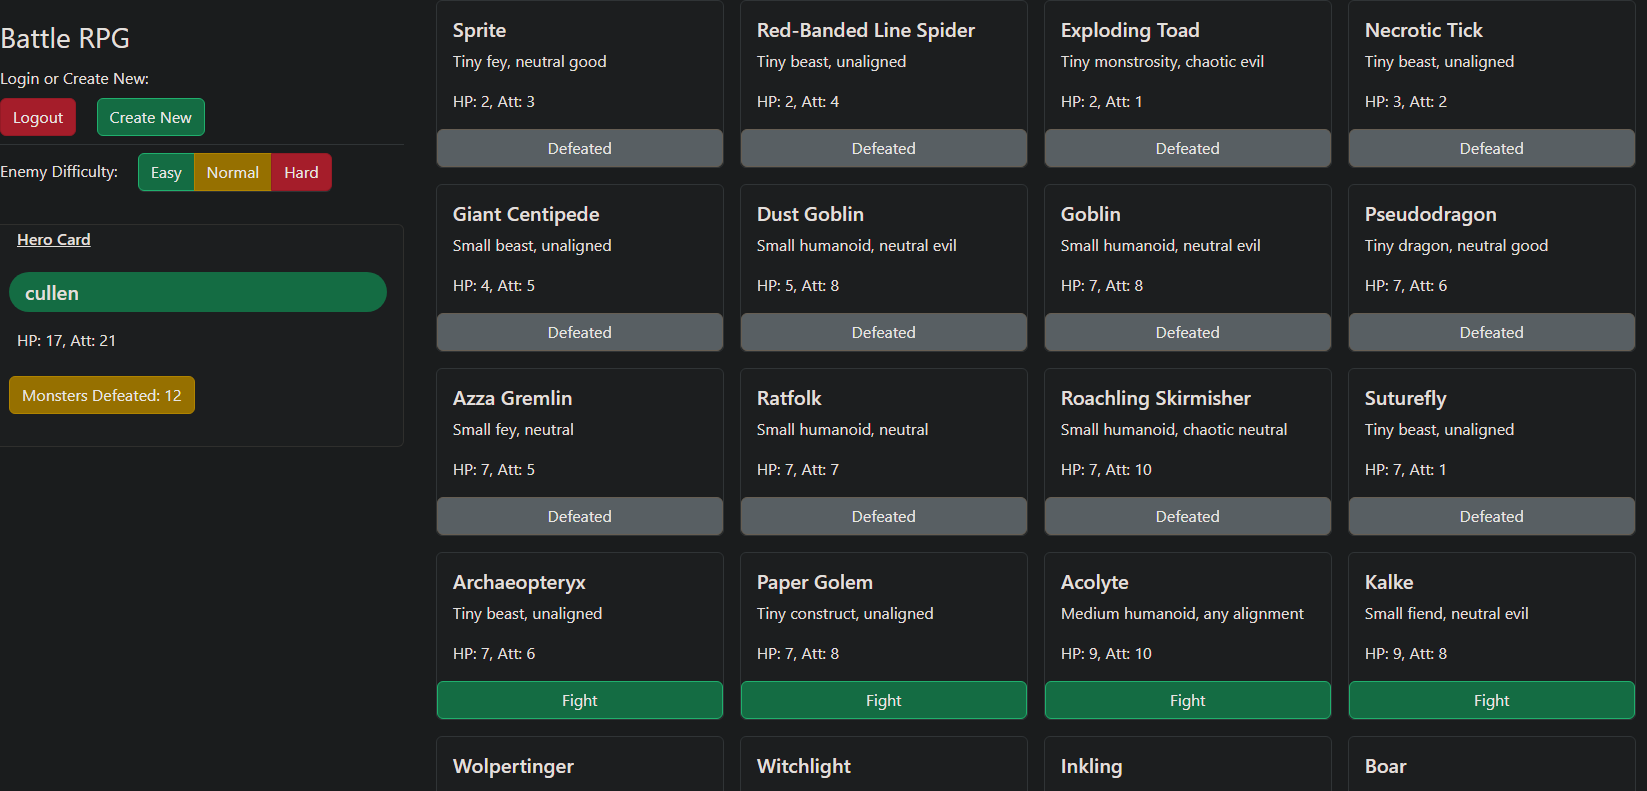 Battle RPG
Login or Create New:
Logout
Create New
Enemy Difficulty:
Easy
Normal
Hard
Hero Card
cullen
HP: 17, Att: 21
Monsters Defeated: 12
Sprite
Tiny fey, neutral good
HP: 2, Att: 3
Defeated
Red-Banded Line Spider
Tiny beast, unaligned
HP: 2, Att: 4
Defeated
Exploding Toad
Tiny monstrosity, chaotic evil
HP: 2, Att: 1
Defeated
Necrotic Tick
Tiny beast, unaligned
HP: 3, Att: 2
Defeated
Giant Centipede
Small beast, unaligned
HP: 4, Att: 5
Defeated
Dust Goblin
Small humanoid, neutral evil
HP: 5, Att: 8
Defeated
Goblin
Small humanoid, neutral evil
HP: 7, Att: 8
Defeated
Pseudodragon
Tiny dragon, neutral good
HP: 7, Att: 6
Defeated
Azza Gremlin
Small fey, neutral
HP: 7, Att: 5
Defeated
Ratfolk
Small humanoid, neutral
HP: 7, Att: 7
Defeated
Roachling Skirmisher
Small humanoid, chaotic neutral
HP: 7, Att: 10
Defeated
Suturefly
Tiny beast, unaligned
HP: 7, Att: 1
Defeated
Archaeopteryx
Tiny beast, unaligned
HP: 7, Att: 6
Fight
Paper Golem
Tiny construct, unaligned
HP: 7, Att: 8
Fight
Acolyte
Medium humanoid, any alignment
HP: 9, Att: 10
Fight
Kalke
Small fiend, neutral evil
HP: 9, Att: 8
Fight
Wolpertinger
Witchlight
Inkling
Boar